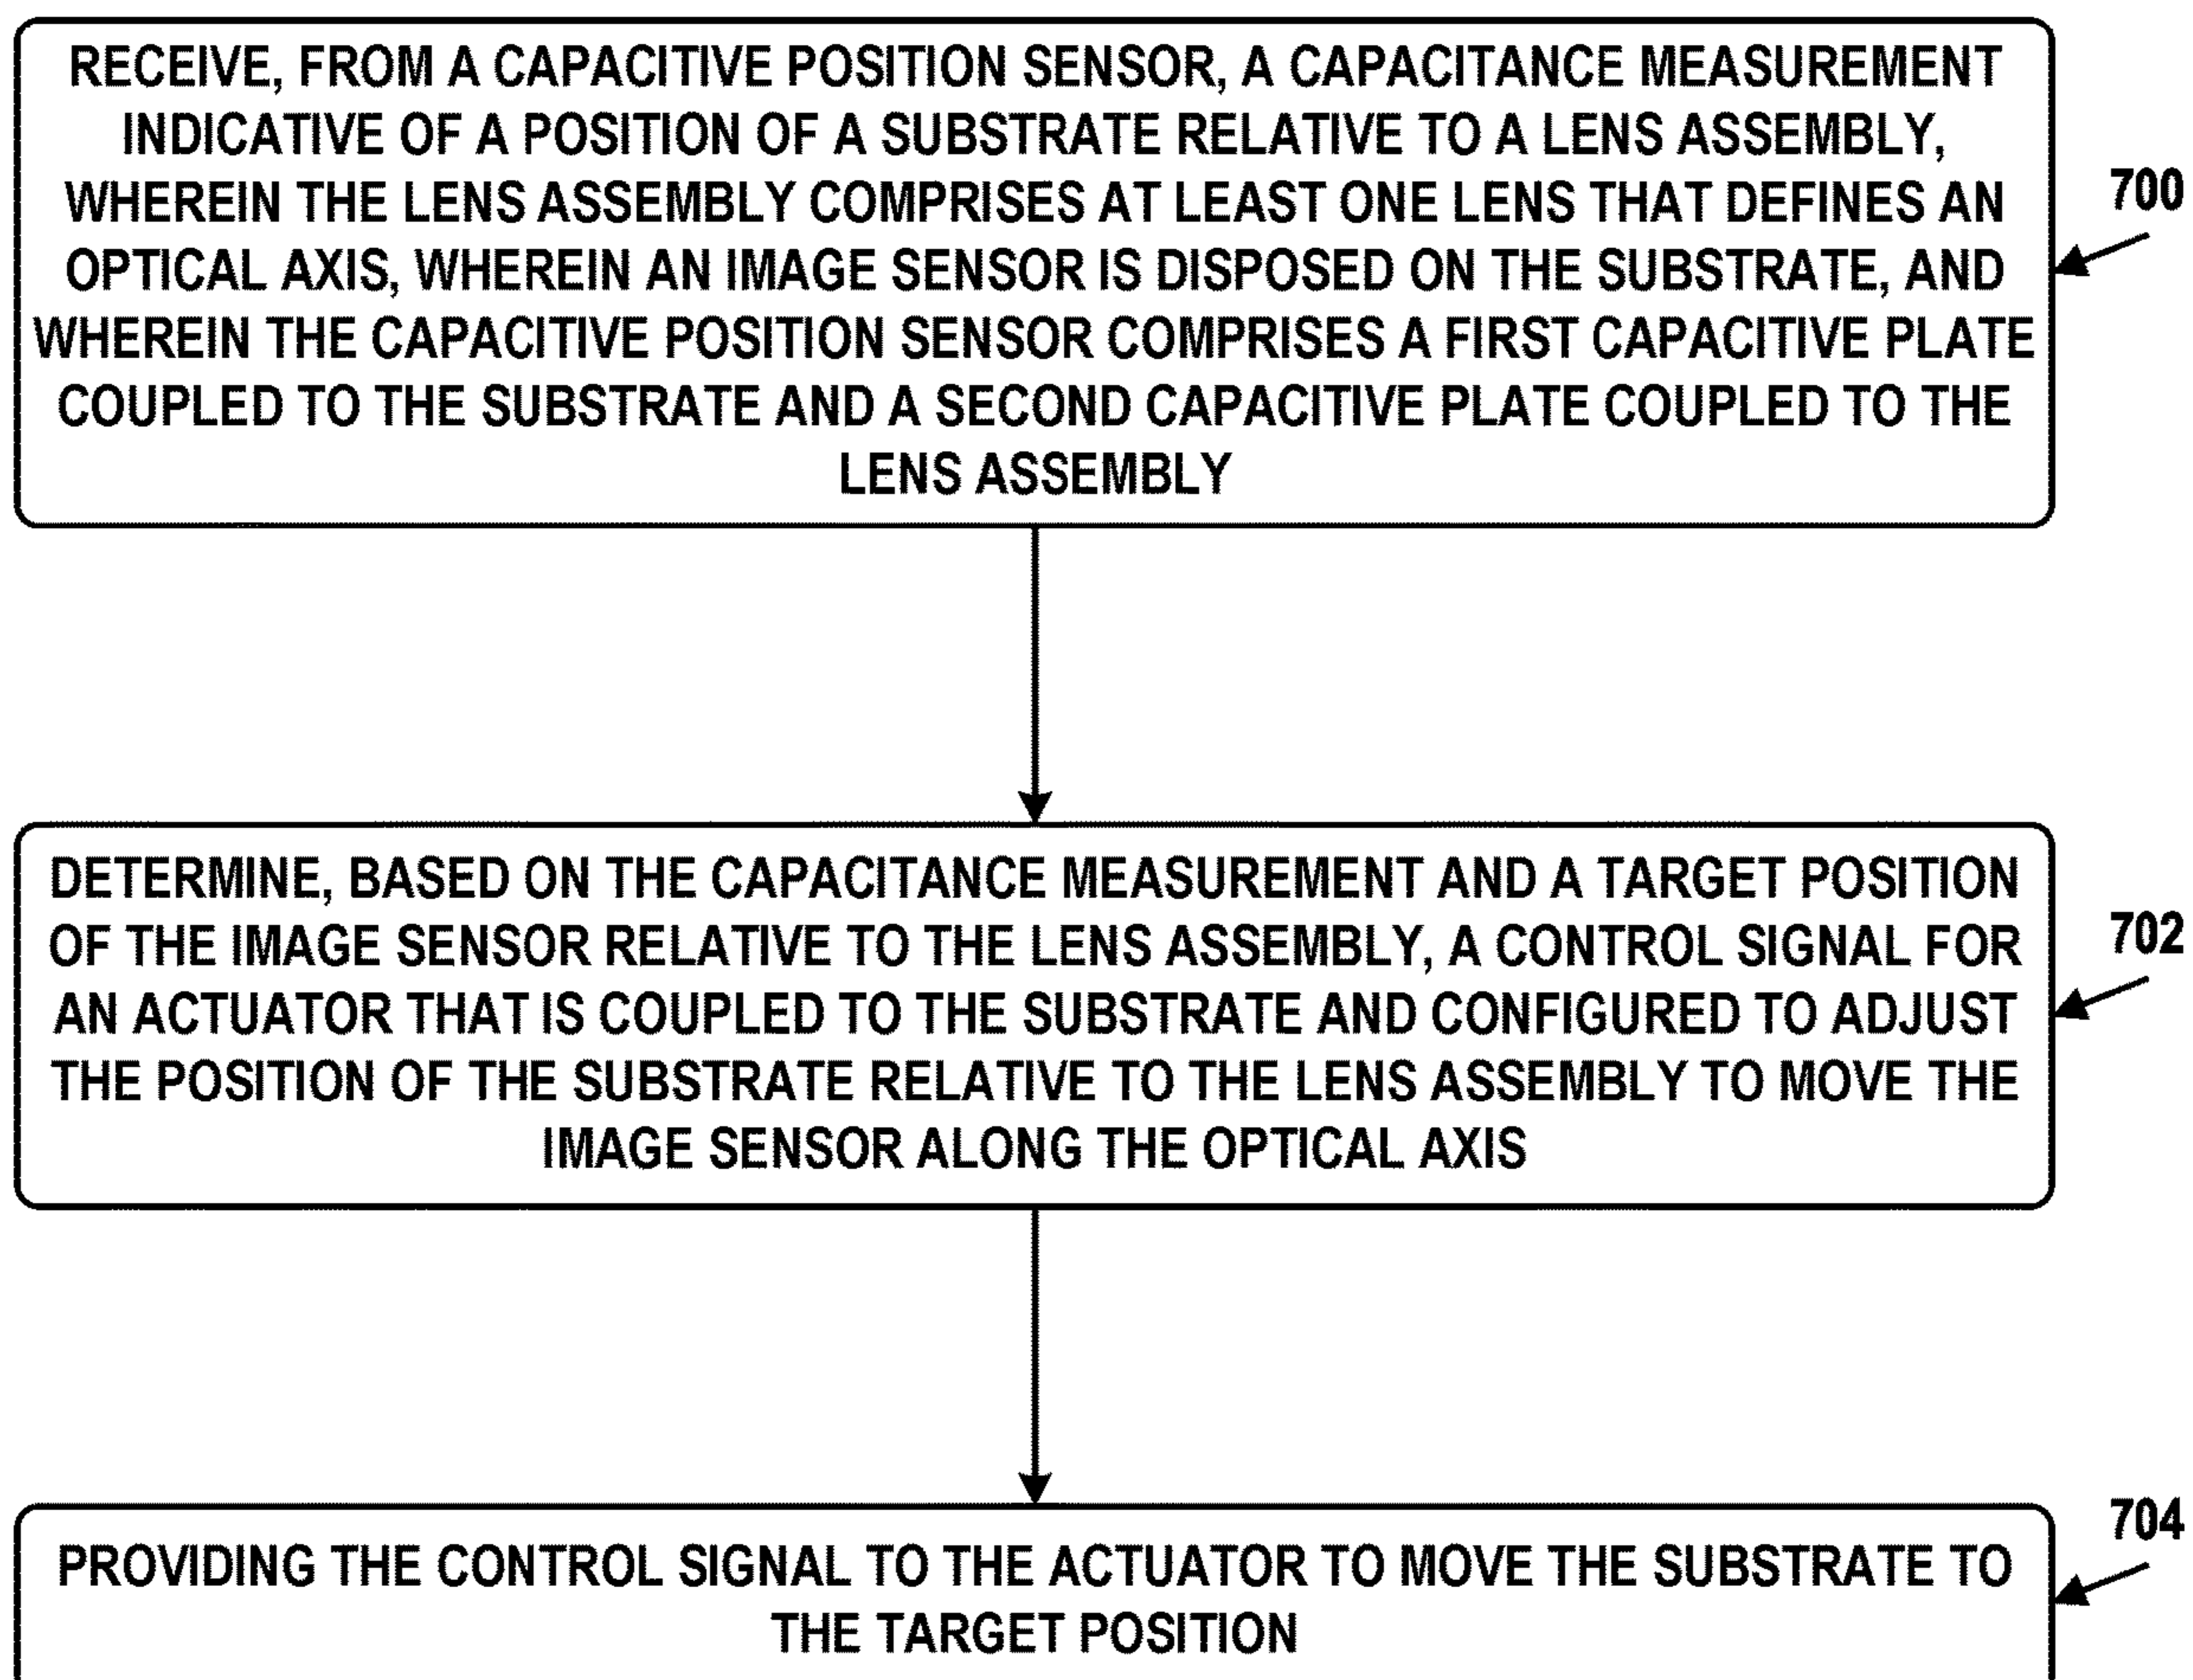 RECEIVE, FROM A CAPACITIVE POSITION SENSOR, A CAPACITANCE MEASUREMENT
INDICATIVE OF A POSITION OF A SUBSTRATE RELATIVE TO A LENS ASSEMBLY,
WHEREIN THE LENS ASSEMBLY COMPRISES AT LEAST ONE LENS THAT DEFINES AN
OPTICAL AXIS, WHEREIN AN IMAGE SENSOR IS DISPOSED ON THE SUBSTRATE, AND
WHEREIN THE CAPACITIVE POSITION SENSOR COMPRISES A FIRST CAPACITIVE PLATE
COUPLED TO THE SUBSTRATE AND A SECOND CAPACITIVE PLATE COUPLED TO THE
LENS ASSEMBLY
700
DETERMINE, BASED ON THE CAPACITANCE MEASUREMENT AND A TARGET POSITION
OF THE IMAGE SENSOR RELATIVE TO THE LENS ASSEMBLY, A CONTROL SIGNAL FOR
AN ACTUATOR THAT IS COUPLED TO THE SUBSTRATE AND CONFIGURED TO ADJUST
THE POSITION OF THE SUBSTRATE RELATIVE TO THE LENS ASSEMBLY TO MOVE THE
IMAGE SENSOR ALONG THE OPTICAL AXIS
702
PROVIDING THE CONTROL SIGNAL TO THE ACTUATOR TO MOVE THE SUBSTRATE TO
THE TARGET POSITION
704